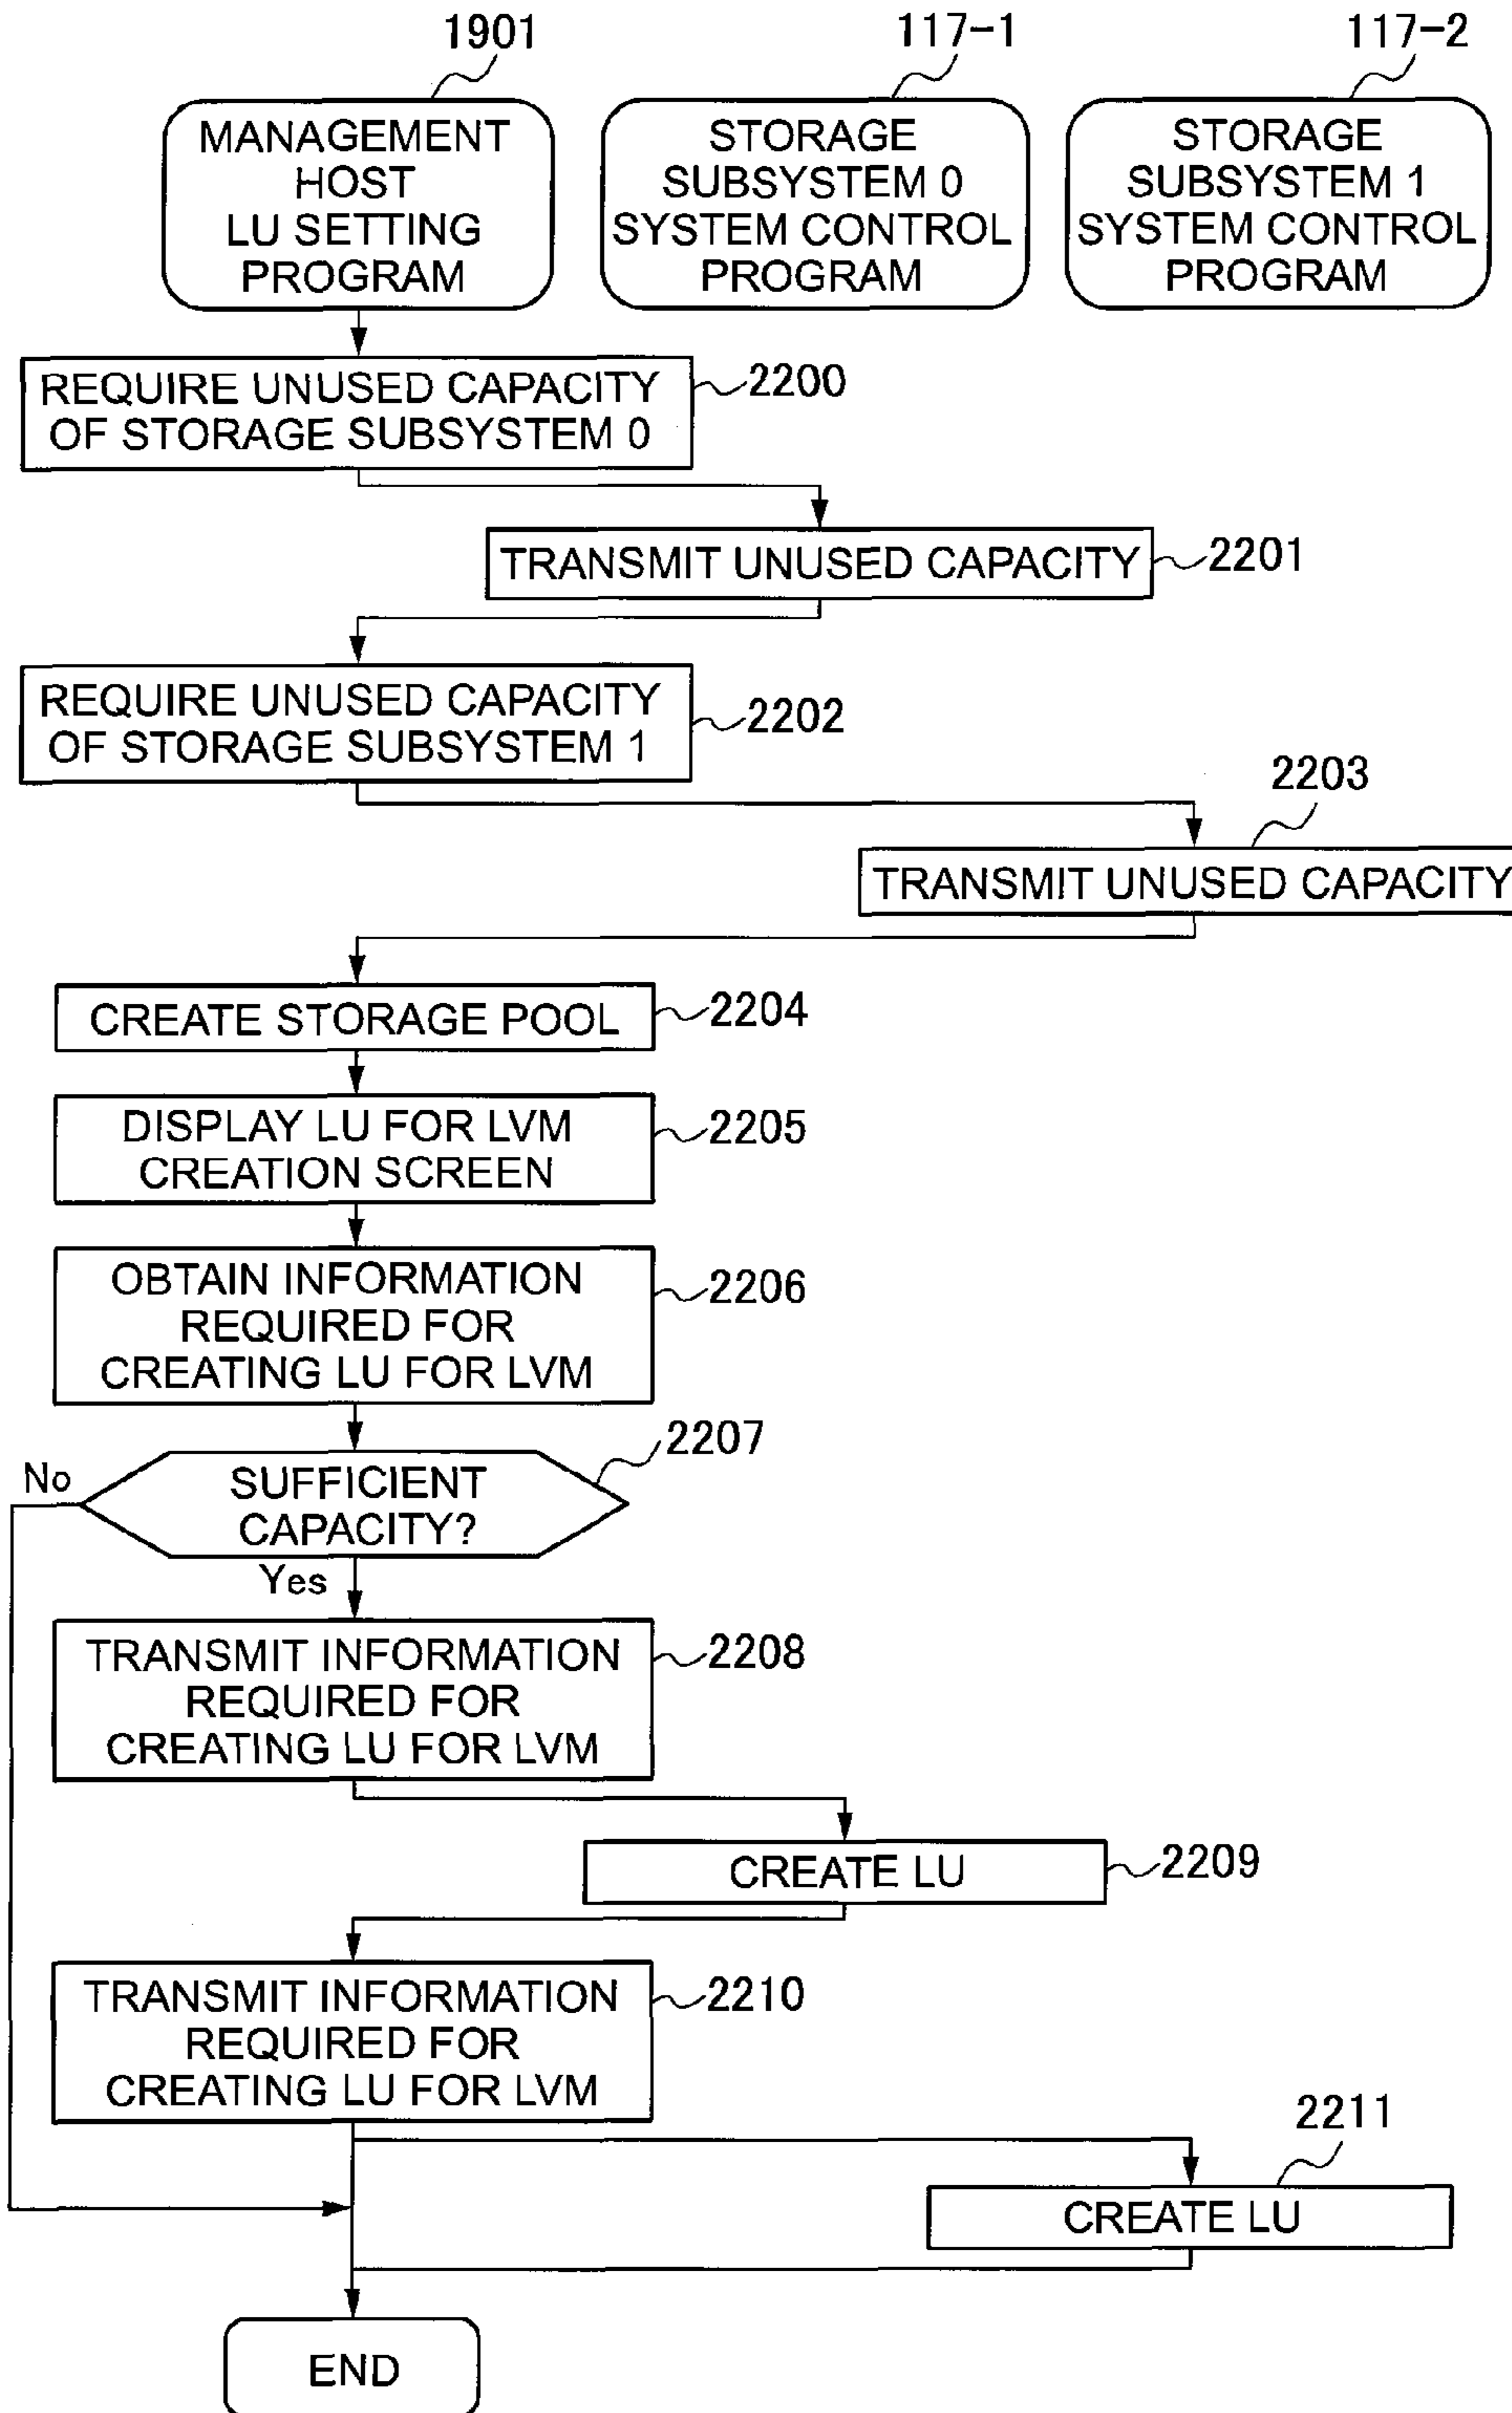 1901
117-1
117-2
MANAGEMENT
HOST
LU SETTING
PROGRAM
STORAGE
SUBSYSTEM 0
SYSTEM CONTROL
PROGRAM
STORAGE
SUBSYSTEM 1
SYSTEM CONTROL
PROGRAM
REQUIRE UNUSED CAPACITY
OF STORAGE SUBSYSTEM 0
2200
TRANSMIT UNUSED CAPACITY
2201
REQUIRE UNUSED CAPACITY
OF STORAGE SUBSYSTEM 1
2202
2203
TRANSMIT UNUSED CAPACITY
CREATE STORAGE POOL
2204
DISPLAY LU FOR LVM
CREATION SCREEN
2205
OBTAIN INFORMATION
REQUIRED FOR
CREATING LU FOR LVM
2206
2207
No
SUFFICIENT
CAPACITY?
Yes
TRANSMIT INFORMATION
REQUIRED FOR
CREATING LU FOR LVM
2208
CREATE LU
2209
TRANSMIT INFORMATION
REQUIRED FOR
CREATING LU FOR LVM
2210
2211
CREATE LU
END